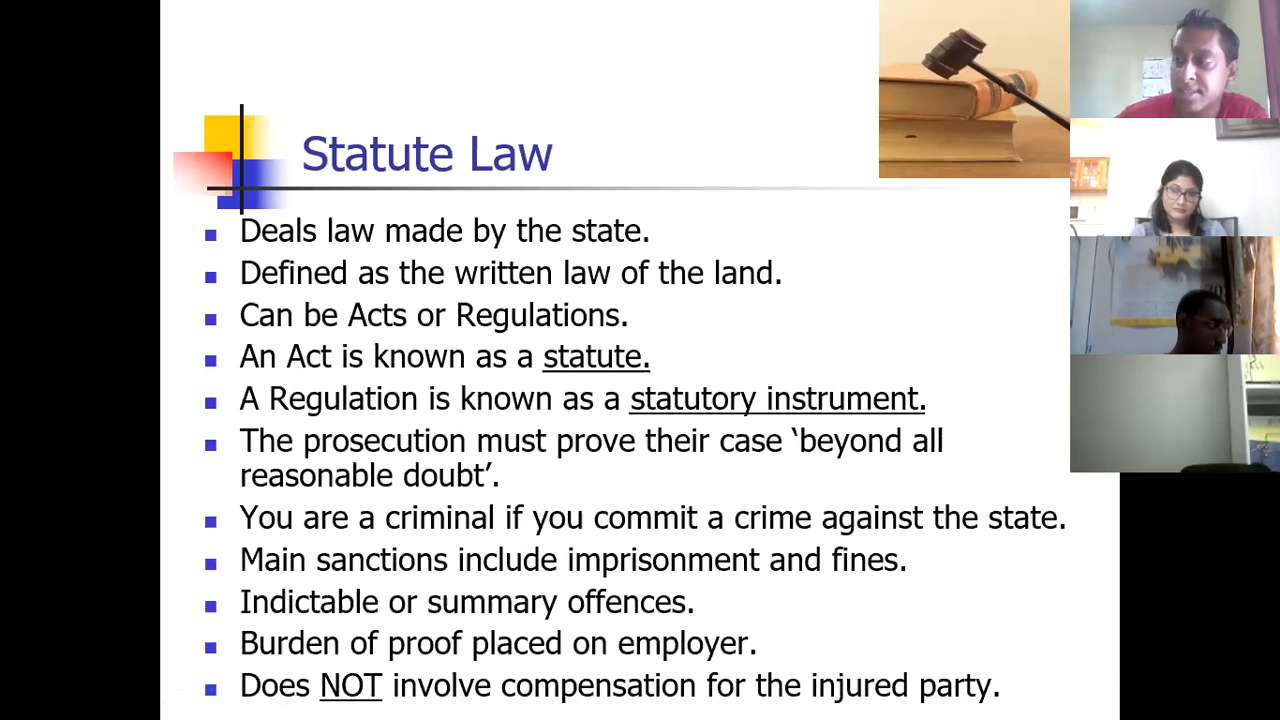 Statute Law
Deals law made by the state.
Defined as the written law of the land.
Can be Acts or Regulations.
An Act is known as a statute.
A Regulation is known as a statutory instrument.
The prosecution must prove their case ‘beyond all
reasonable doubt’.
You are a criminal if you commit a crime against the state.
Main sanctions include imprisonment and fines.
Indictable or summary offences.
Burden of proof placed on employer.
Does NOT involve compensation for the injured party.